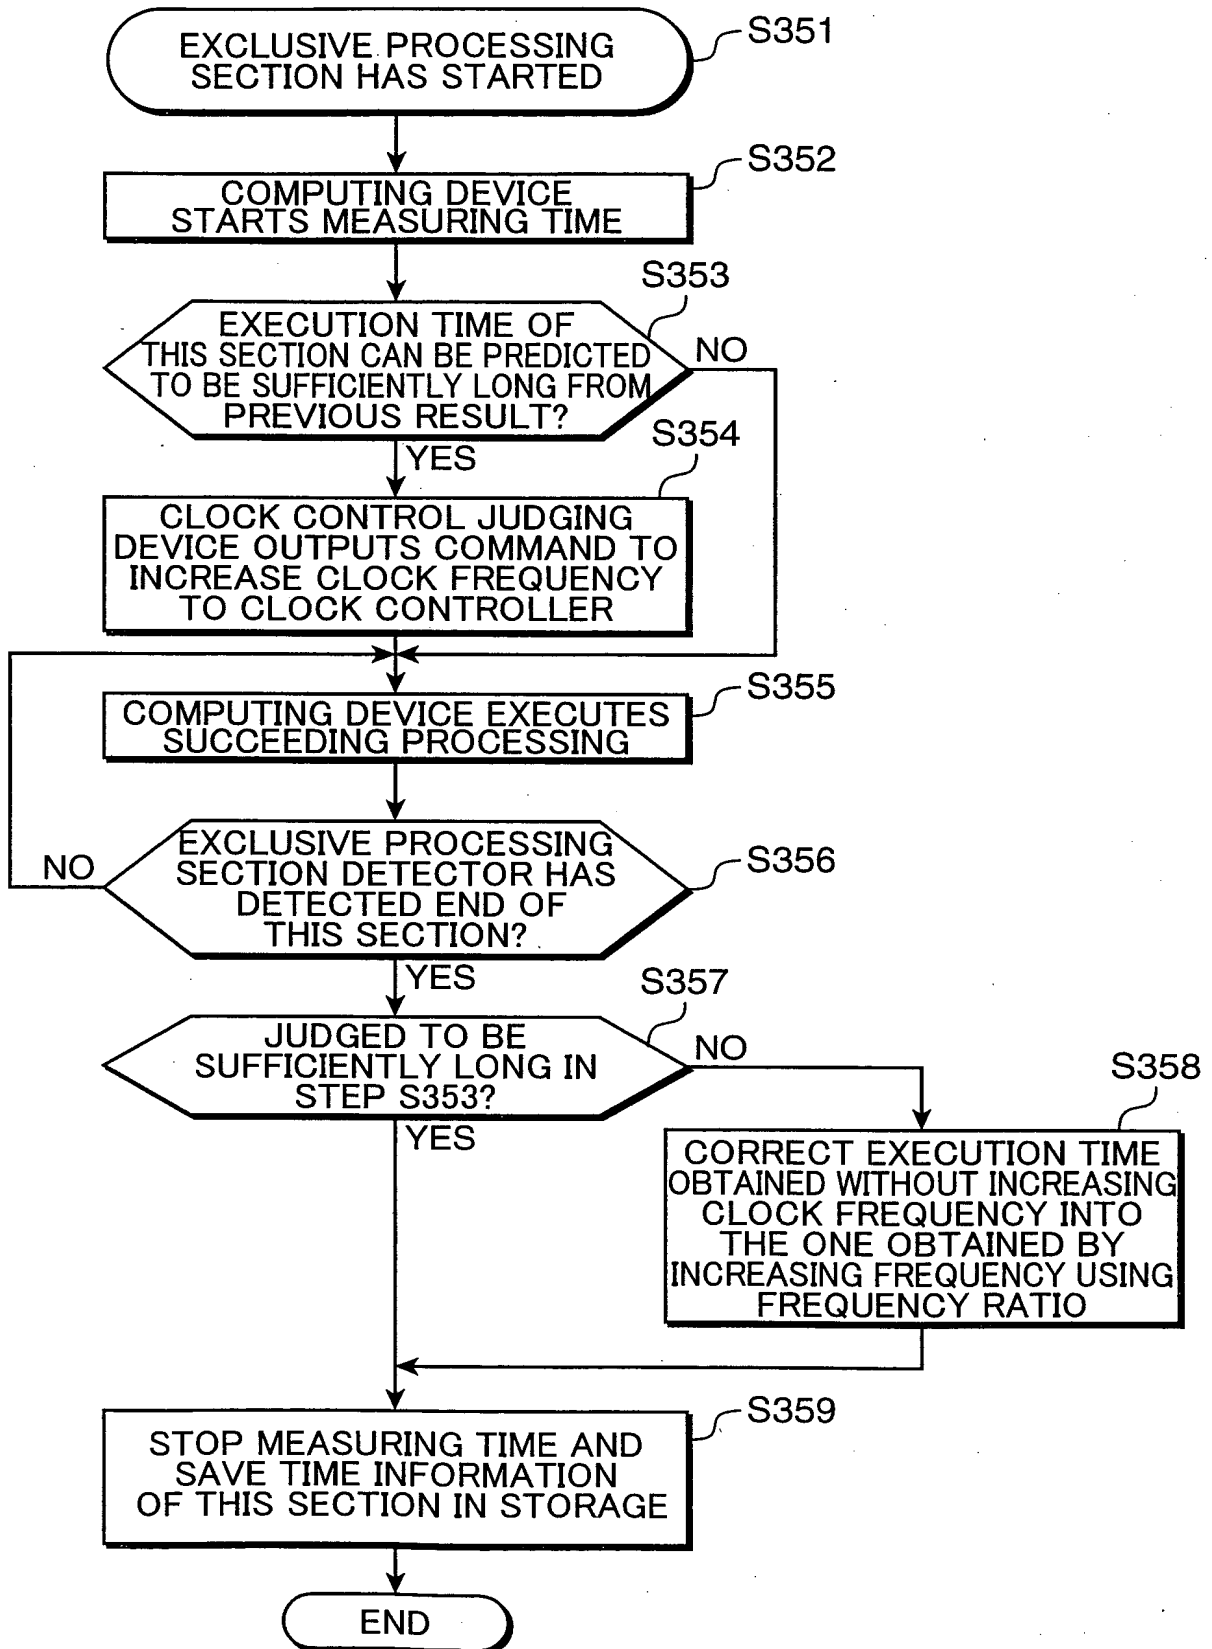 EXCLUSIVE PROCESSING
SECTION HAS STARTED
S351
COMPUTING DEVICE
STARTS MEASURING TIME
S352
EXECUTION TIME OF
THIS SECTION CAN BE PREDICTED
TO BE SUFFICIENTLY LONG FROM
PREVIOUS RESULT?
S353
NO
YES
CLOCK CONTROL JUDGING
DEVICE OUTPUTS COMMAND TO
INCREASE CLOCK FREQUENCY
TO CLOCK CONTROLLER
S354
COMPUTING DEVICE EXECUTES
SUCCEEDING PROCESSING
S355
EXCLUSIVE PROCESSING
SECTION DETECTOR HAS
DETECTED END OF
THIS SECTION?
S356
NO
YES
JUDGED TO BE
SUFFICIENTLY LONG IN
STEP S353?
S357
NO
YES
CORRECT EXECUTION TIME
OBTAINED WITHOUT INCREASING
CLOCK FREQUENCY INTO
THE ONE OBTAINED BY
INCREASING FREQUENCY USING
FREQUENCY RATIO
S358
STOP MEASURING TIME AND
SAVE TIME INFORMATION
OF THIS SECTION IN STORAGE
S359
END